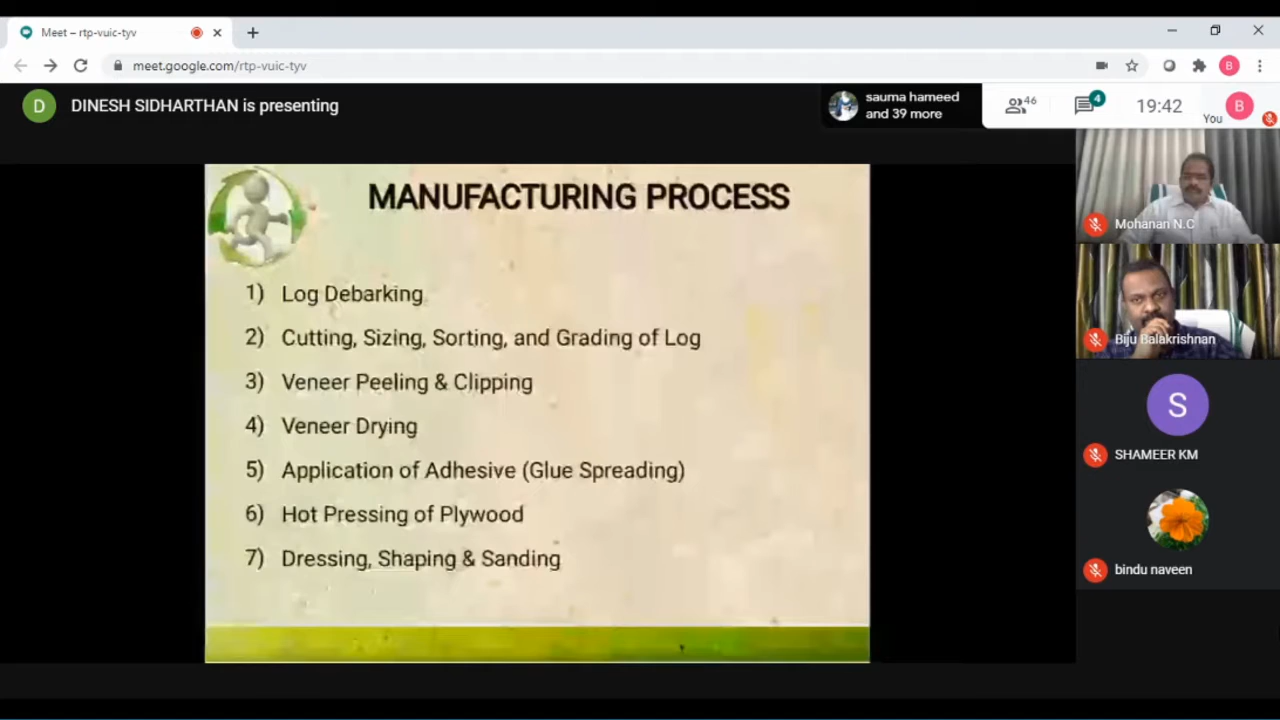 Meet – rtp-vuic-tyv
meet.google.com/rtp-vuic-tyv
B
D
DINESH SIDHARTHAN is presenting
sauma hameed
and 39 more
46
4
19:42
You
B
MANUFACTURING PROCESS
1) Log Debarking
2) Cutting, Sizing, Sorting, and Grading of Log
3) Veneer Peeling & Clipping
4) Veneer Drying
5) Application of Adhesive (Glue Spreading)
6) Hot Pressing of Plywood
7) Dressing, Shaping & Sanding
Mohanan N.C
Biju Balakrishnan
S
SHAMEER KM
bindu naveen